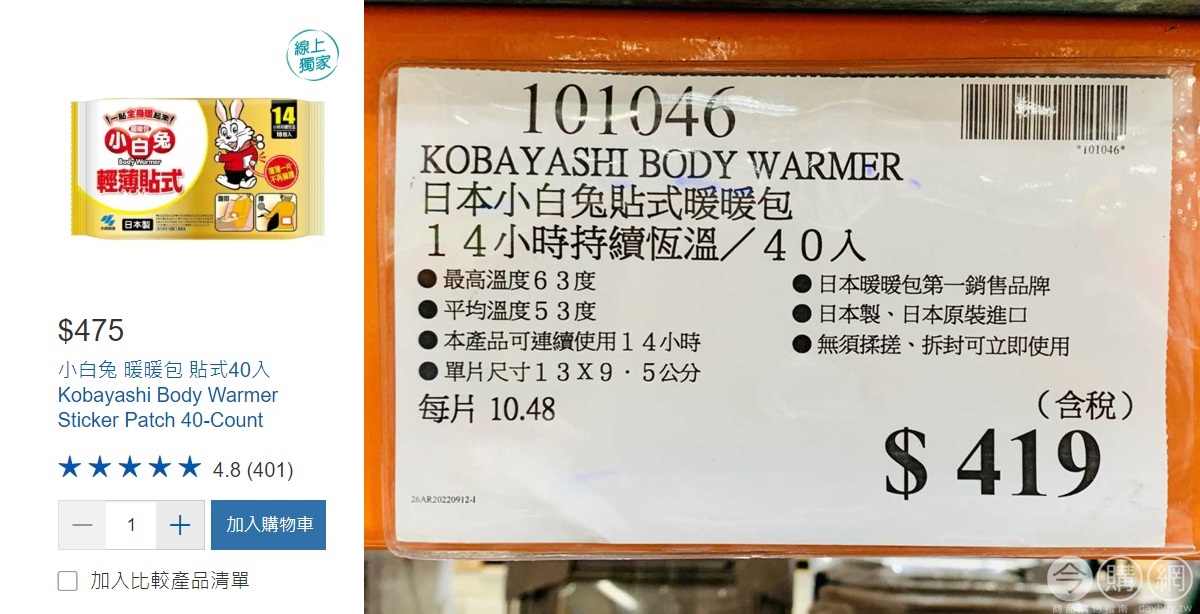 線上
獨家
一貼全身暖起來!
小白兔
Body Warmer
輕薄貼式
14
日本製
$475
小白兔 暖暖包 貼式40入
Kobayashi Body Warmer
Sticker Patch 40-Count
4.8 (401)
1
加入購物車
加入比較產品清單
101046
*101046*
KOBAYASHI BODY WARMER
日本小白兔貼式暖暖包
14小時持續恆溫/40入
●最高溫度63度
●平均溫度53度
●本產品可連續使用14小時
●單片尺寸13X9.5公分
●日本暖暖包第一銷售品牌
●日本製、日本原裝進口
●無須揉搓、拆封可立即使用
每片 10.48
(含稅)
$ 419
26AR20220912-1
今購網